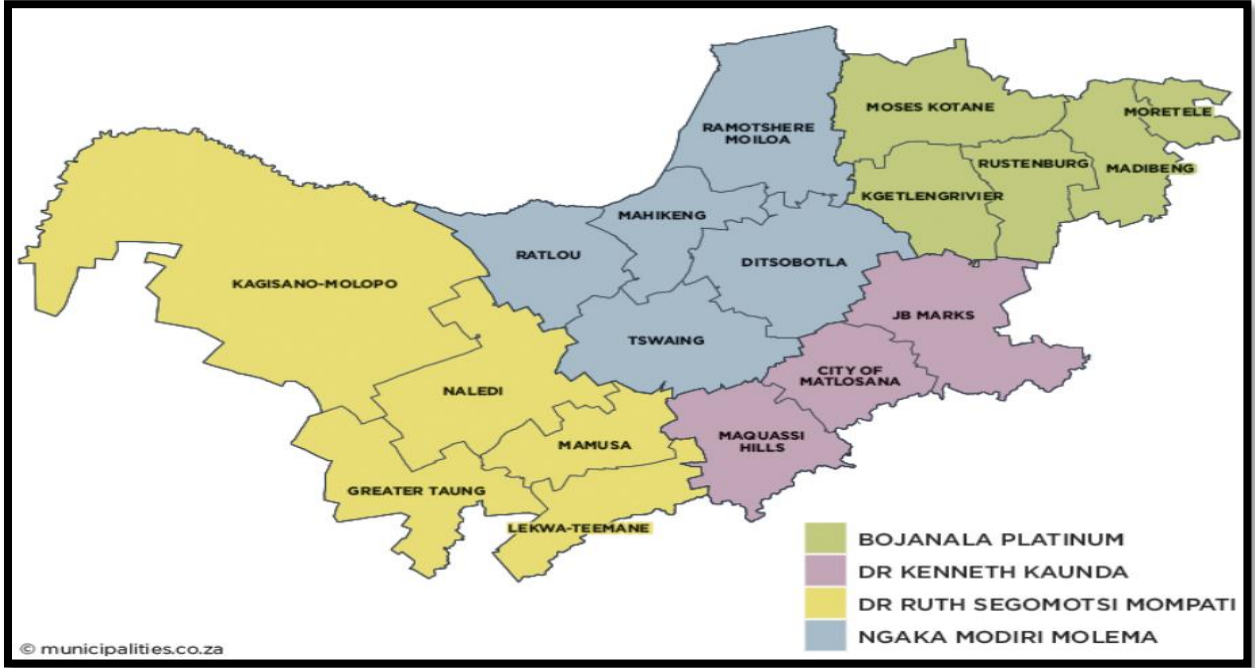 MOSES KOTANE
MORETELE
RAMOTSHERE
MOILOA
RUSTENBURG
MADIBENG
KGETLENGRIVIER
MAHIKENG
RATLOU
DITSOBOTLA
KAGISANO-MOLOPO
JB MARKS
TSWAING
CITY OF
MATLOSANA
NALEDI
MAQUASSI
HILLS
MAMUSA
GREATER TAUNG
LEKWA-TEEMANE
BOJANALA PLATINUM
DR KENNETH KAUNDA
DR RUTH SEGOMOTSI MOMPATI
NGAKA MODIRI MOLEMA
© municipalities.co.za